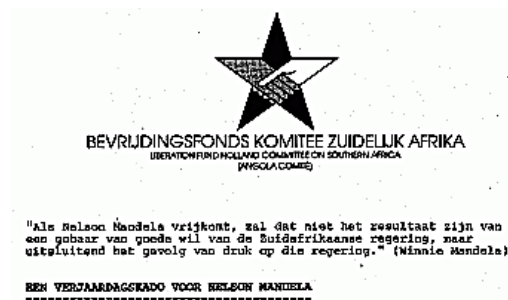 BEVRIJDINGSFONDS KOMITEE ZUIDELIJK AFRIKA
LIBERATION FUND HOLLAND COMMITTEE ON SOUTHERN AFRICA
(ANGOLA COMITÉ)
"Als Nelson Mandela vrijkomt, zal dat niet het resultaat zijn van
een gebaar van goede wil van de Zuidafrikaanse regering, maar
uitsluitend het gevolg van druk op die regering." (Winnie Mandela)
EEN VERJAARDAGSKADO VOOR NELSON MANDELA